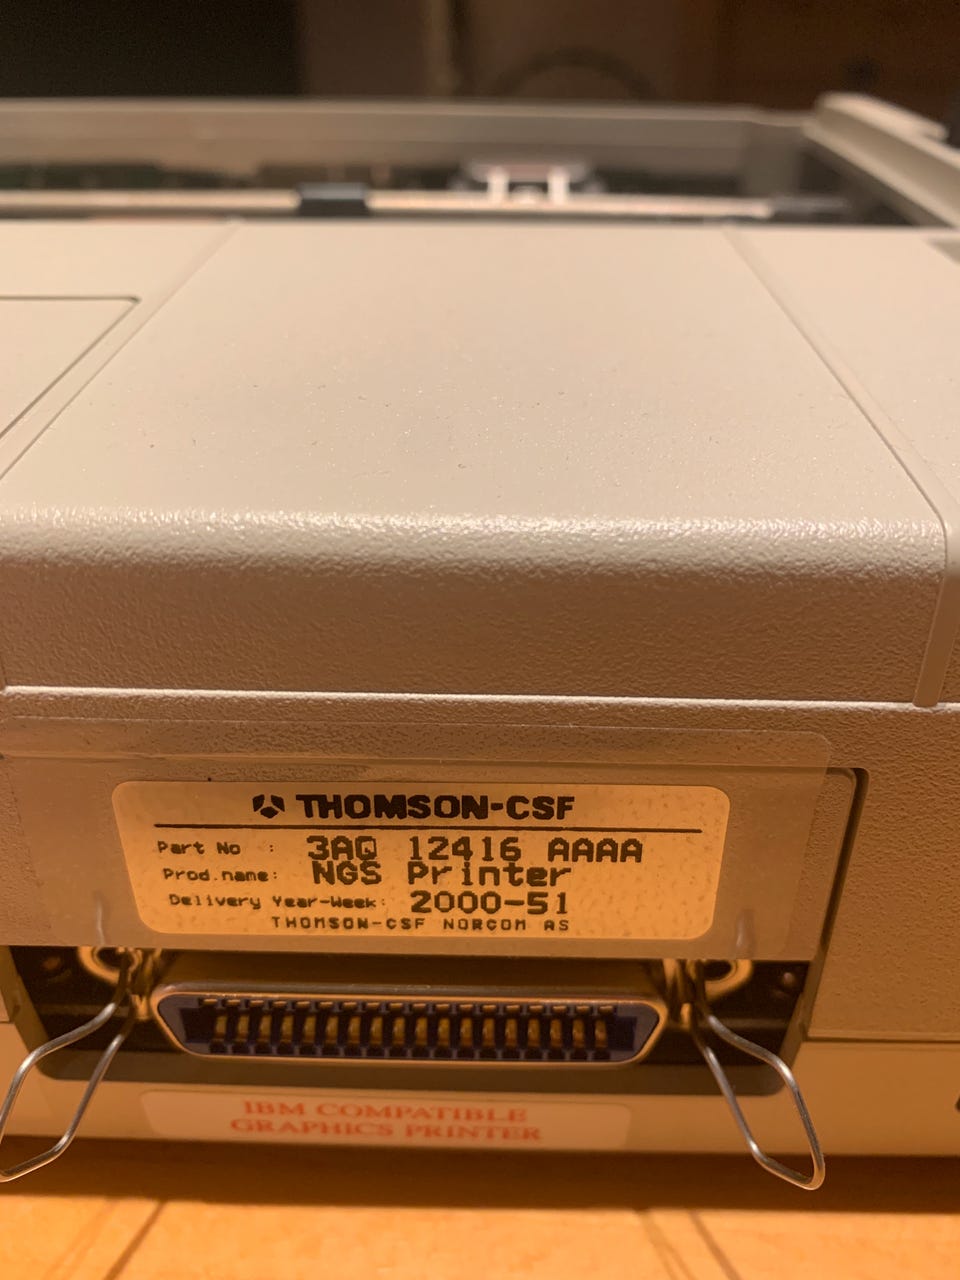 THOMSON-CSF
Part No : 3AQ 12416 AAAA
Prod.name: NGS Printer
Delivery Year-Week: 2000-51
THOMSON-CSF NORCOM AS
IBM COMPATIBLE
GRAPHICS PRINTER